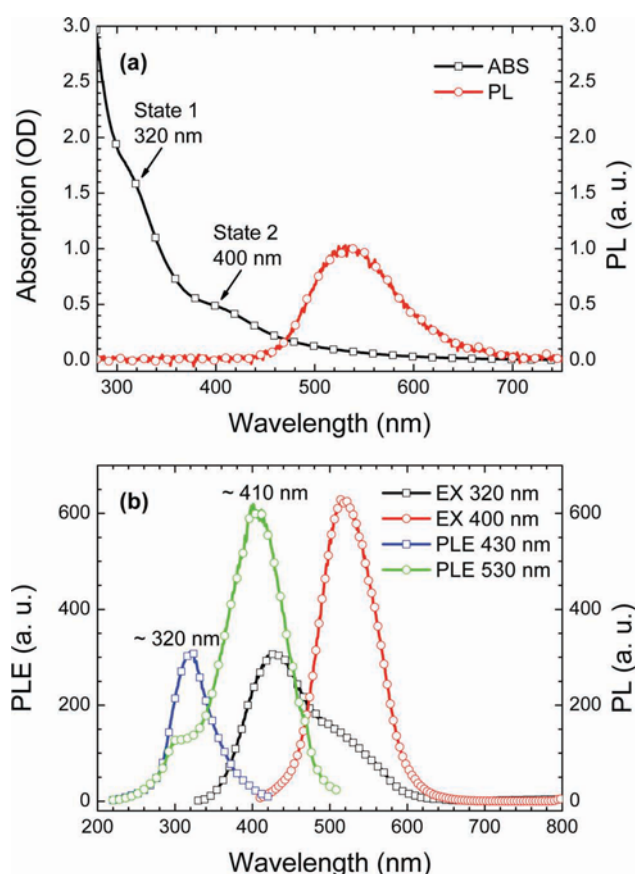 (a)
ABS
PL
State 1
320 nm
State 2
400 nm
3.0
2.5
2.0
1.5
1.0
0.5
0.0
Absorption (OD)
3.0
2.5
2.0
1.5
1.0
0.5
0.0
PL (a. u.)
300 400 500 600 700
Wavelength (nm)
(b)
~ 410 nm
~ 320 nm
EX 320 nm
EX 400 nm
PLE 430 nm
PLE 530 nm
600
400
200
0
PLE (a. u.)
600
400
200
0
PL (a. u.)
200 300 400 500 600 700 800
Wavelength (nm)